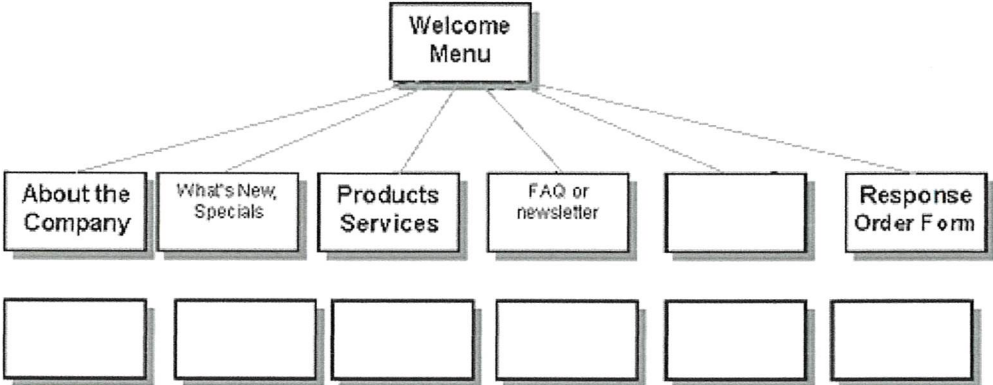 Welcome
Menu
About the
Company
What's New,
Specials
Products
Services
FAQ or
newsletter
Response
Order Form